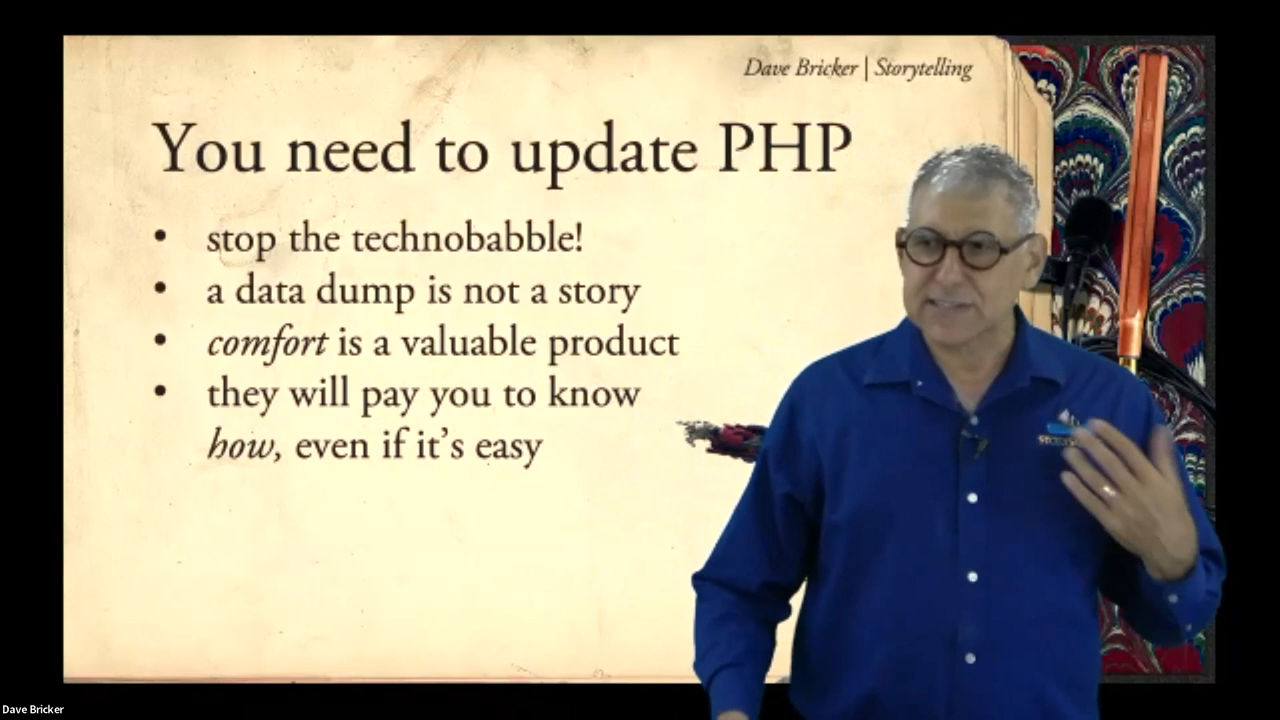 Dave Bricker | Storytelling
You need to update PHP
• stop the technobabble!
• a data dump is not a story
• comfort is a valuable product
• they will pay you to know
how, even if it's easy
Dave Bricker